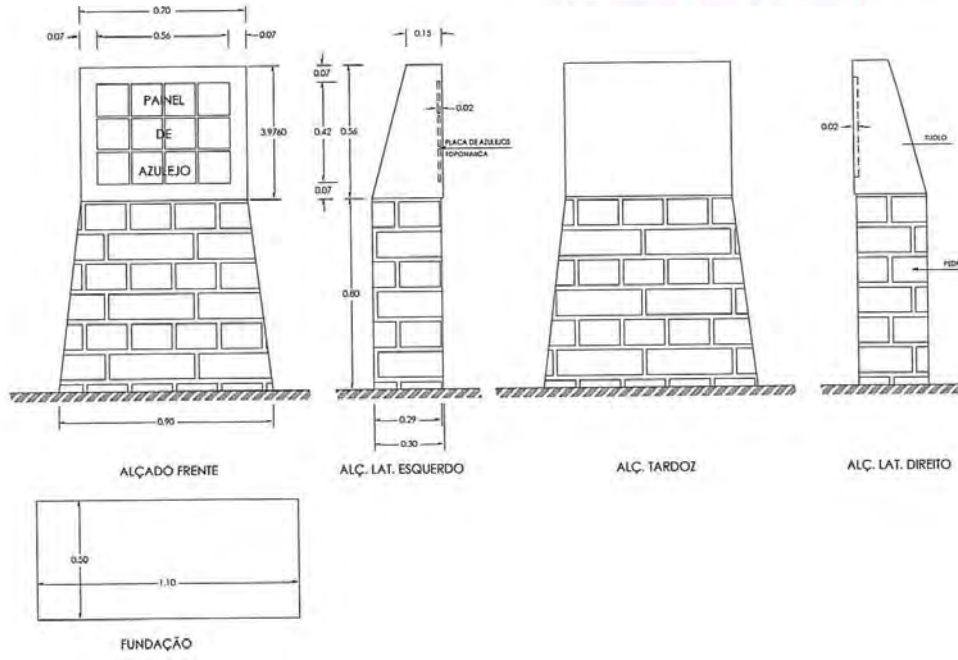 0.70
0.07 0.56 0.07
PAINEL
DE
AZULEJO
3.9760
0.90
ALÇADO FRENTE
0.15
0.07
0.42
0.56
0.07
0.02
PLACA DE AZULEJOS
TOPONIMICA
0.80
0.29
0.30
ALÇ. LAT. ESQUERDO
ALÇ. TARDOZ
0.02
TIJOLO
ALÇ. LAT. DIREITO
0.50
1.10
FUNDAÇÃO